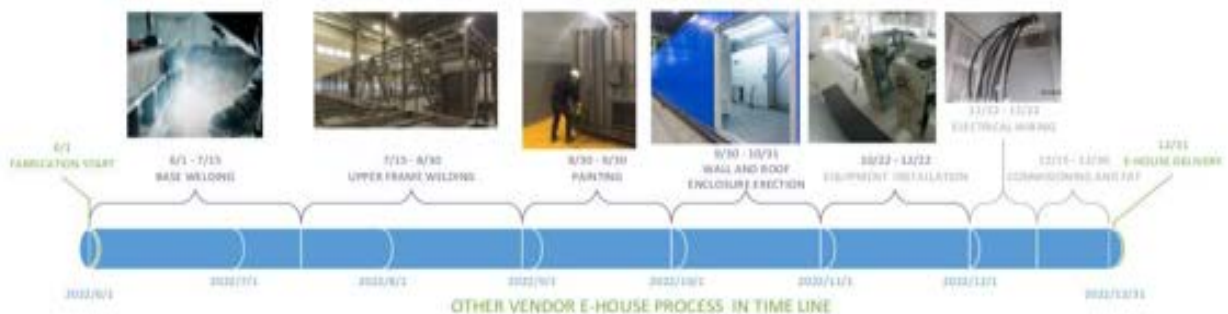 6/1
FABRICATION START
6/1 - 7/15
BASE WELDING
7/15 - 8/30
UPPER FRAME WELDING
8/30 - 9/30
PAINTING
9/30 - 10/31
WALL AND ROOF
ENCLOSURE ERECTION
10/22 - 12/22
EQUIPMENT INSTALLATION
ELECTRICAL WIRING
COMMISSIONING AND FAT
12/31
E-HOUSE DELIVERY
2022/6/1
2022/7/1
2022/8/1
2022/9/1
2022/10/1
2022/11/1
2022/12/1
2022/12/31
OTHER VENDOR E-HOUSE PROCESS IN TIME LINE